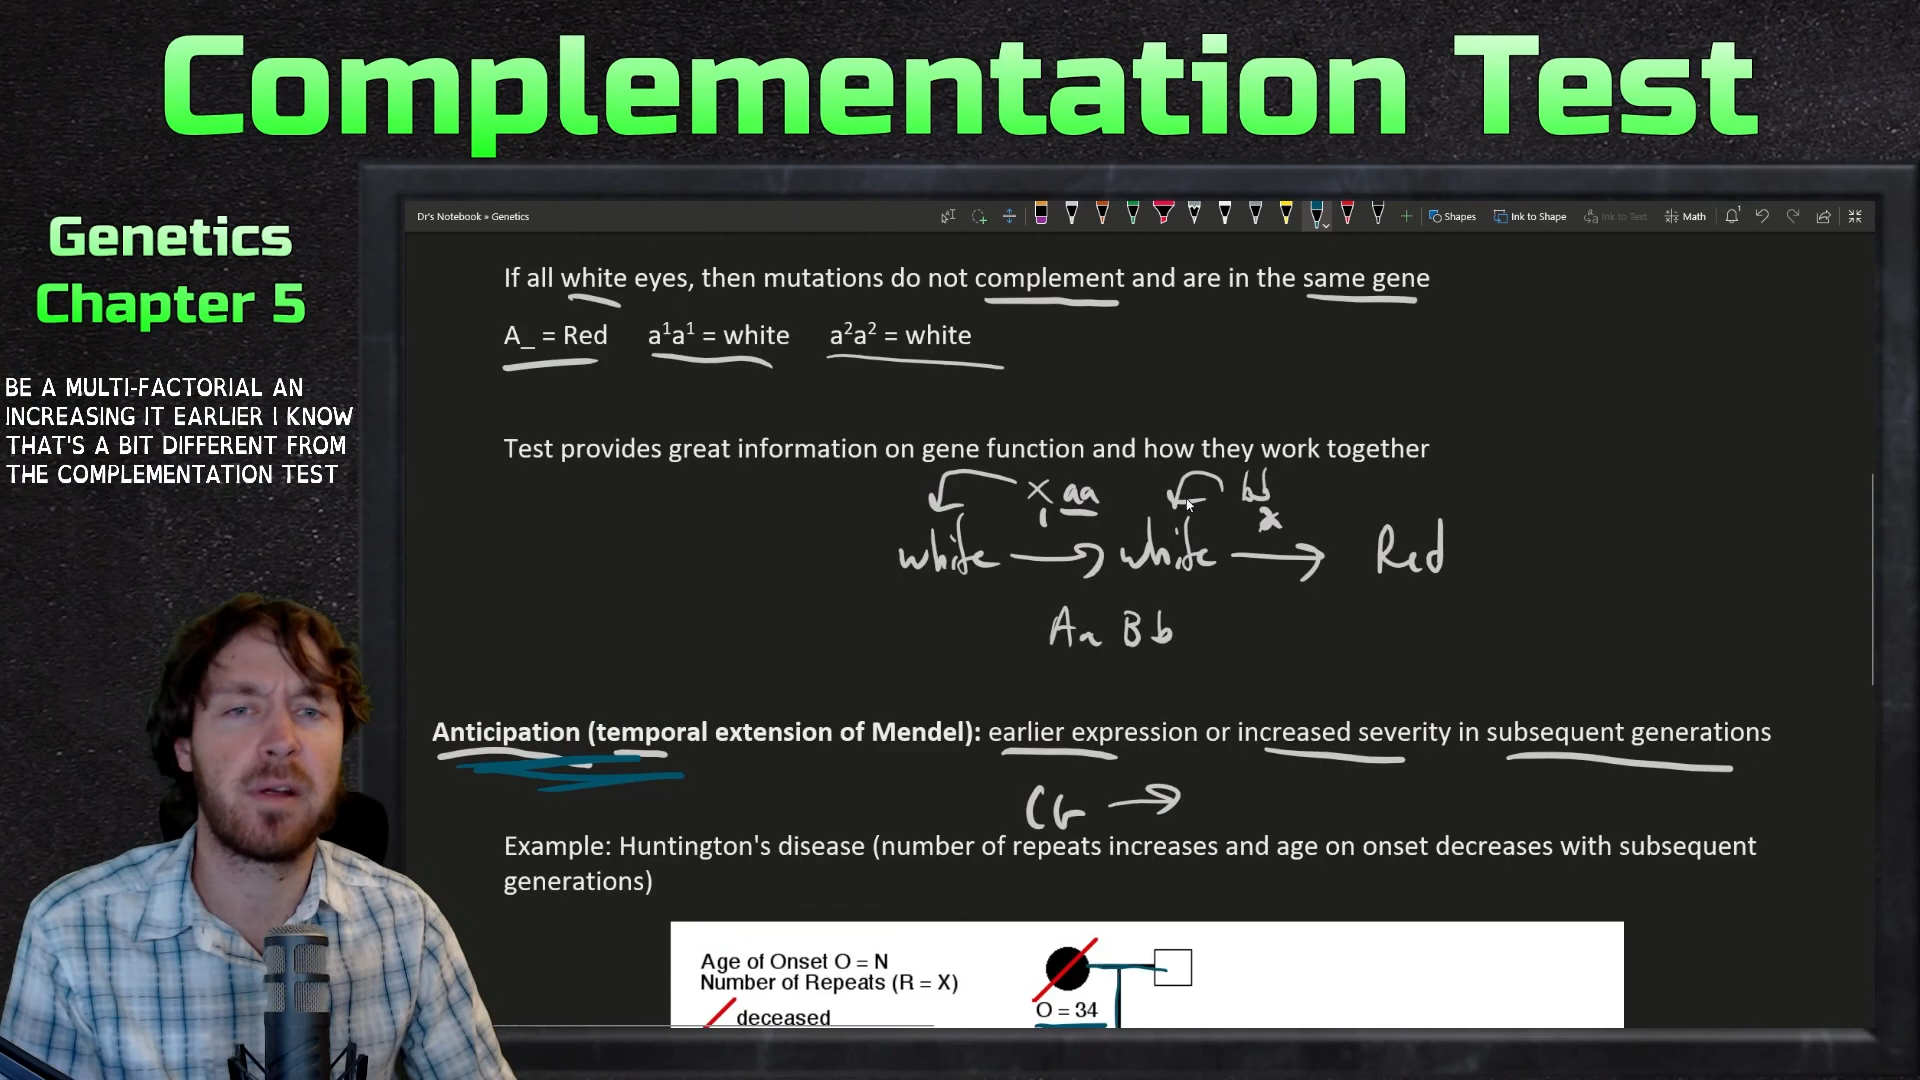 Complementation Test
Genetics
Chapter 5
BE A MULTI-FACTORIAL AN
INCREASING IT EARLIER I KNOW
THAT'S A BIT DIFFERENT FROM
THE COMPLEMENTATION TEST
Dr's Notebook » Genetics
Shapes
Ink to Shape
Ink to Text
Math
If all white eyes, then mutations do not complement and are in the same gene
A_ = Red a¹a¹ = white a²a² = white
Test provides great information on gene function and how they work together
X aa bb
1 2
white → white → Red
Aa Bb
Anticipation (temporal extension of Mendel): earlier expression or increased severity in subsequent generations
→
Example: Huntington's disease (number of repeats increases and age on onset decreases with subsequent
generations)
Age of Onset O = N
Number of Repeats (R = X)
deceased
O = 34